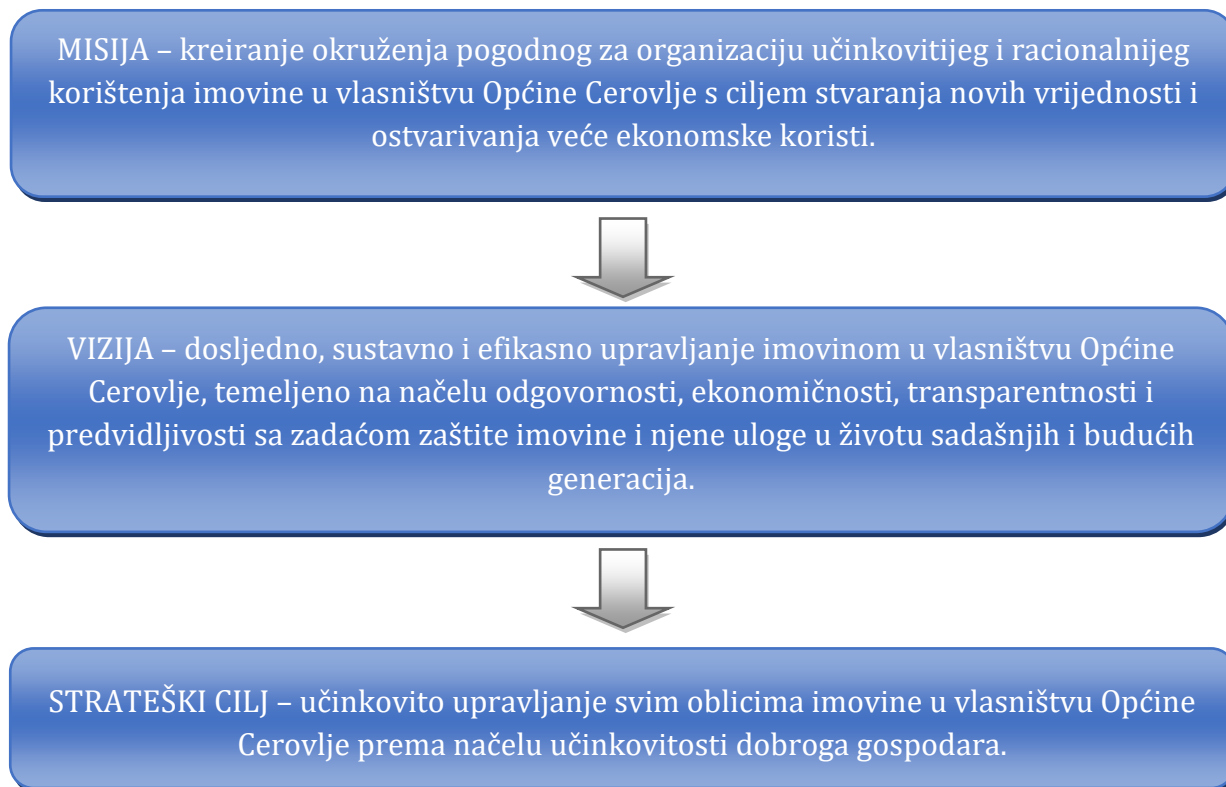 MISIJA – kreiranje okruženja pogodnog za organizaciju učinkovitijeg i racionalnijeg
korištenja imovine u vlasništvu Općine Cerovlje s ciljem stvaranja novih vrijednosti i
ostvarivanja veće ekonomske koristi.
VIZIJA – dosljedno, sustavno i efikasno upravljanje imovinom u vlasništvu Općine
Cerovlje, temeljeno na načelu odgovornosti, ekonomičnosti, transparentnosti i
predvidljivosti sa zadaćom zaštite imovine i njene uloge u životu sadašnjih i budućih
generacija.
STRATEŠKI CILJ – učinkovito upravljanje svim oblicima imovine u vlasništvu Općine
Cerovlje prema načelu učinkovitosti dobroga gospodara.